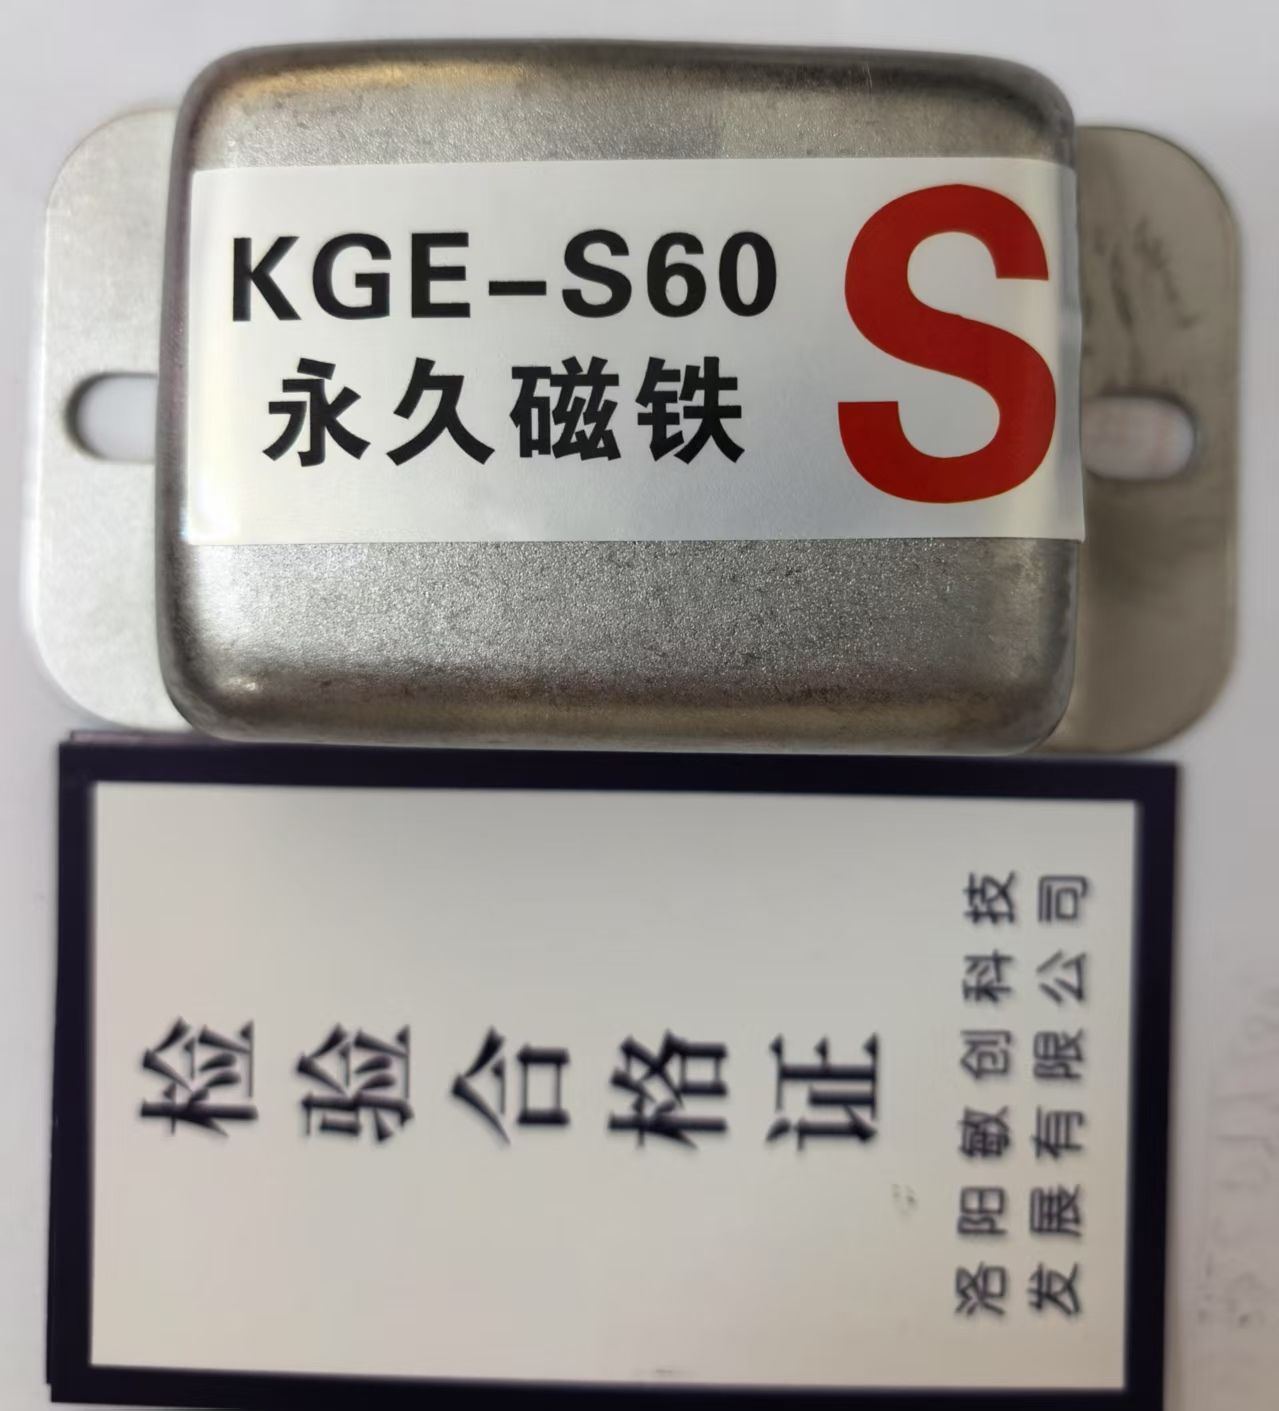 KGE-S60
永久磁铁
S
检验合格证
洛阳敏创科技
发展有限公司